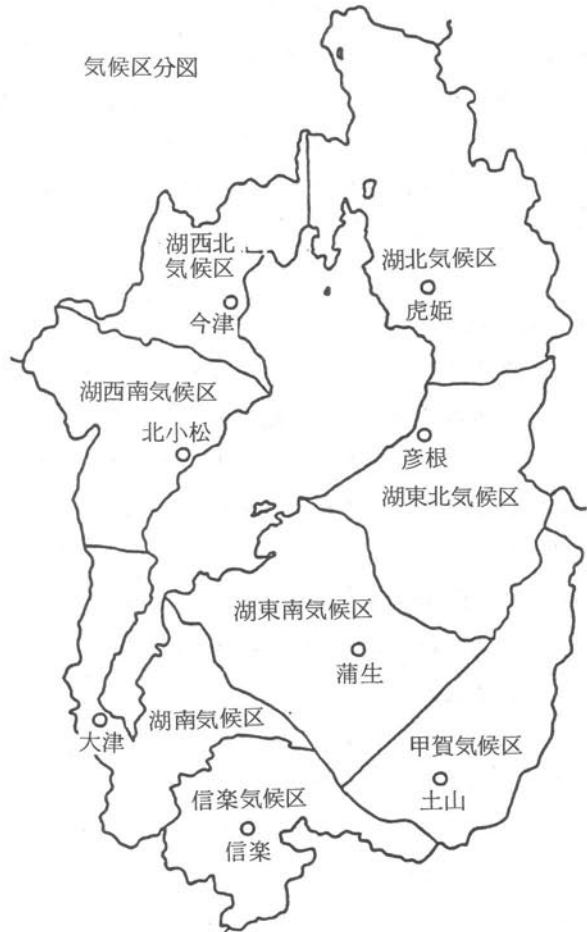 気候区分図
湖西北
気候区
今津
湖北気候区
虎姫
湖西南気候区
北小松
彦根
湖東北気候区
湖東南気候区
蒲生
湖南気候区
大津
甲賀気候区
土山
信楽気候区
信楽